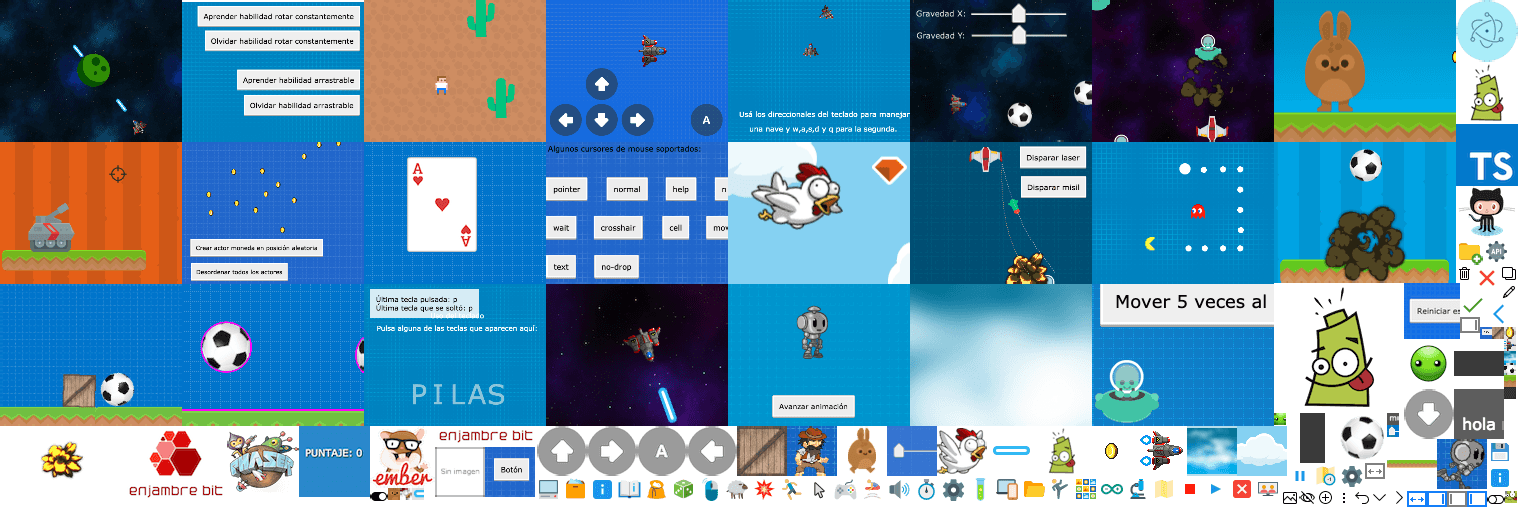 Aprender habilidad rotar constantemente
Olvidar habilidad rotar constantemente
Aprender habilidad arrastrable
Olvidar habilidad arrastrable
A
Usá los direccionales del teclado para manejar
una nave y w,a,s,d y q para la segunda.
Gravedad X:
Gravedad Y:
TS
Crear actor moneda en posición aleatoria
Desordenar todos los actores
A
A
Algunos cursores de mouse soportados:
pointer
normal
help
n
wait
crosshair
cell
mov
text
no-drop
Disparar laser
Disparar misil
API
Última tecla pulsada: p
Última tecla que se soltó: p
Pulsa alguna de las teclas que aparecen aquí:
PILAS
Avanzar animación
Mover 5 veces al
Reiniciar es
hola
enjambre bit
PHASER
PUNTAJE: 0
ember
enjambre bit
Sin imagen
Botón
A